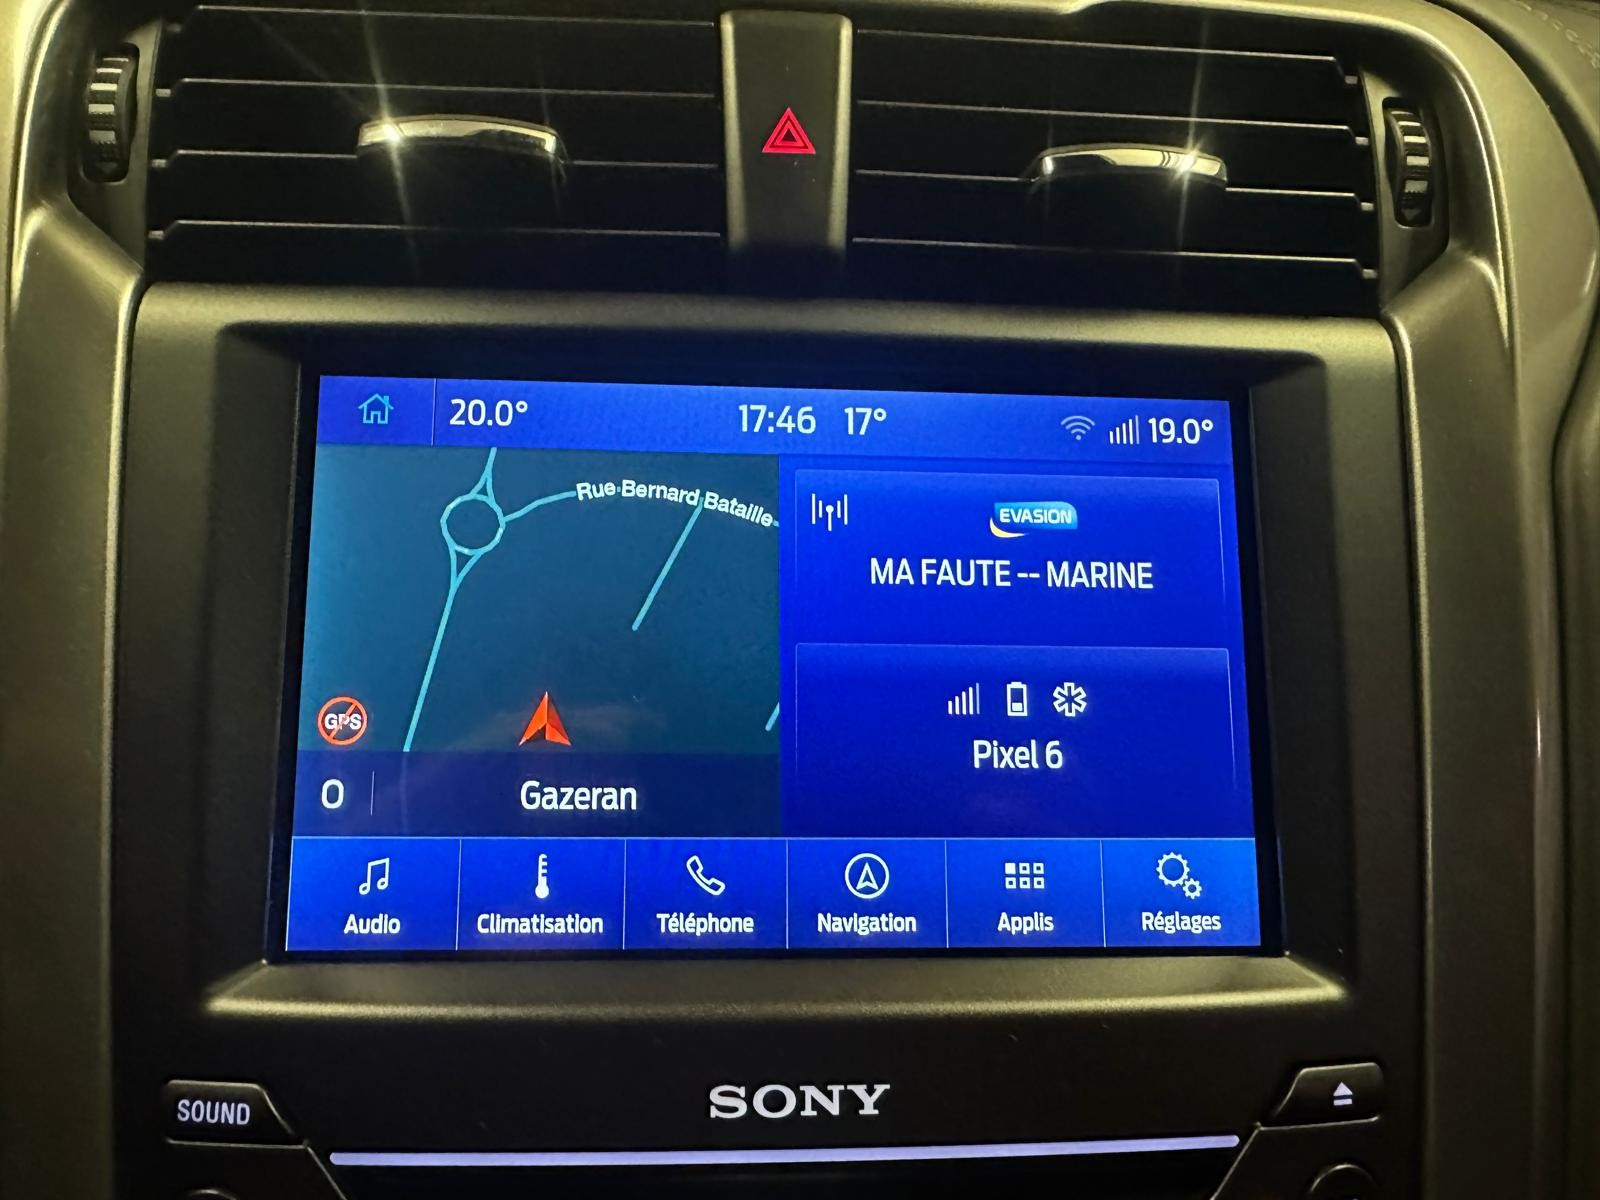 20.0°
17:46 17°
19.0°
Rue Bernard Bataille
EVASION
MA FAUTE -- MARINE
GPS
Pixel 6
0
Gazeran
Audio
Climatisation
Téléphone
Navigation
Applis
Réglages
SONY
SOUND